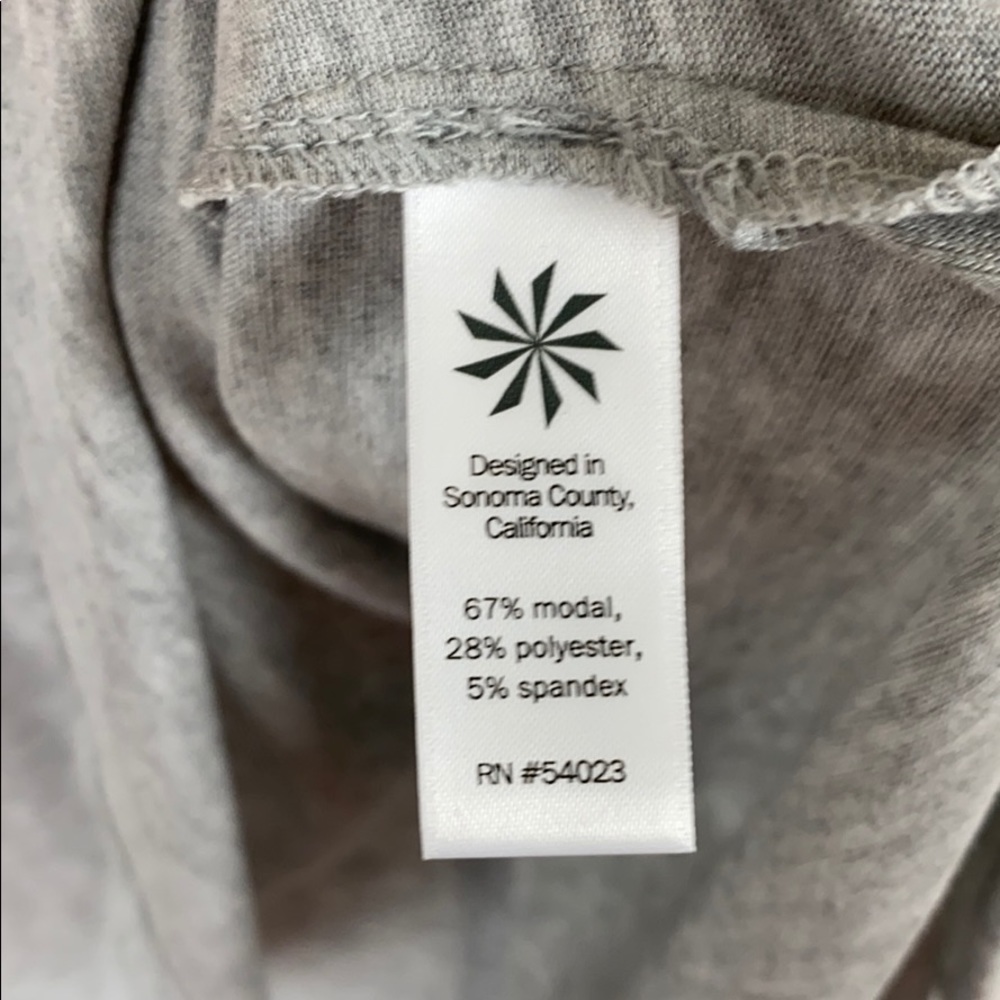 Designed in
Sonoma County,
California
67% modal,
28% polyester,
5% spandex
RN #54023